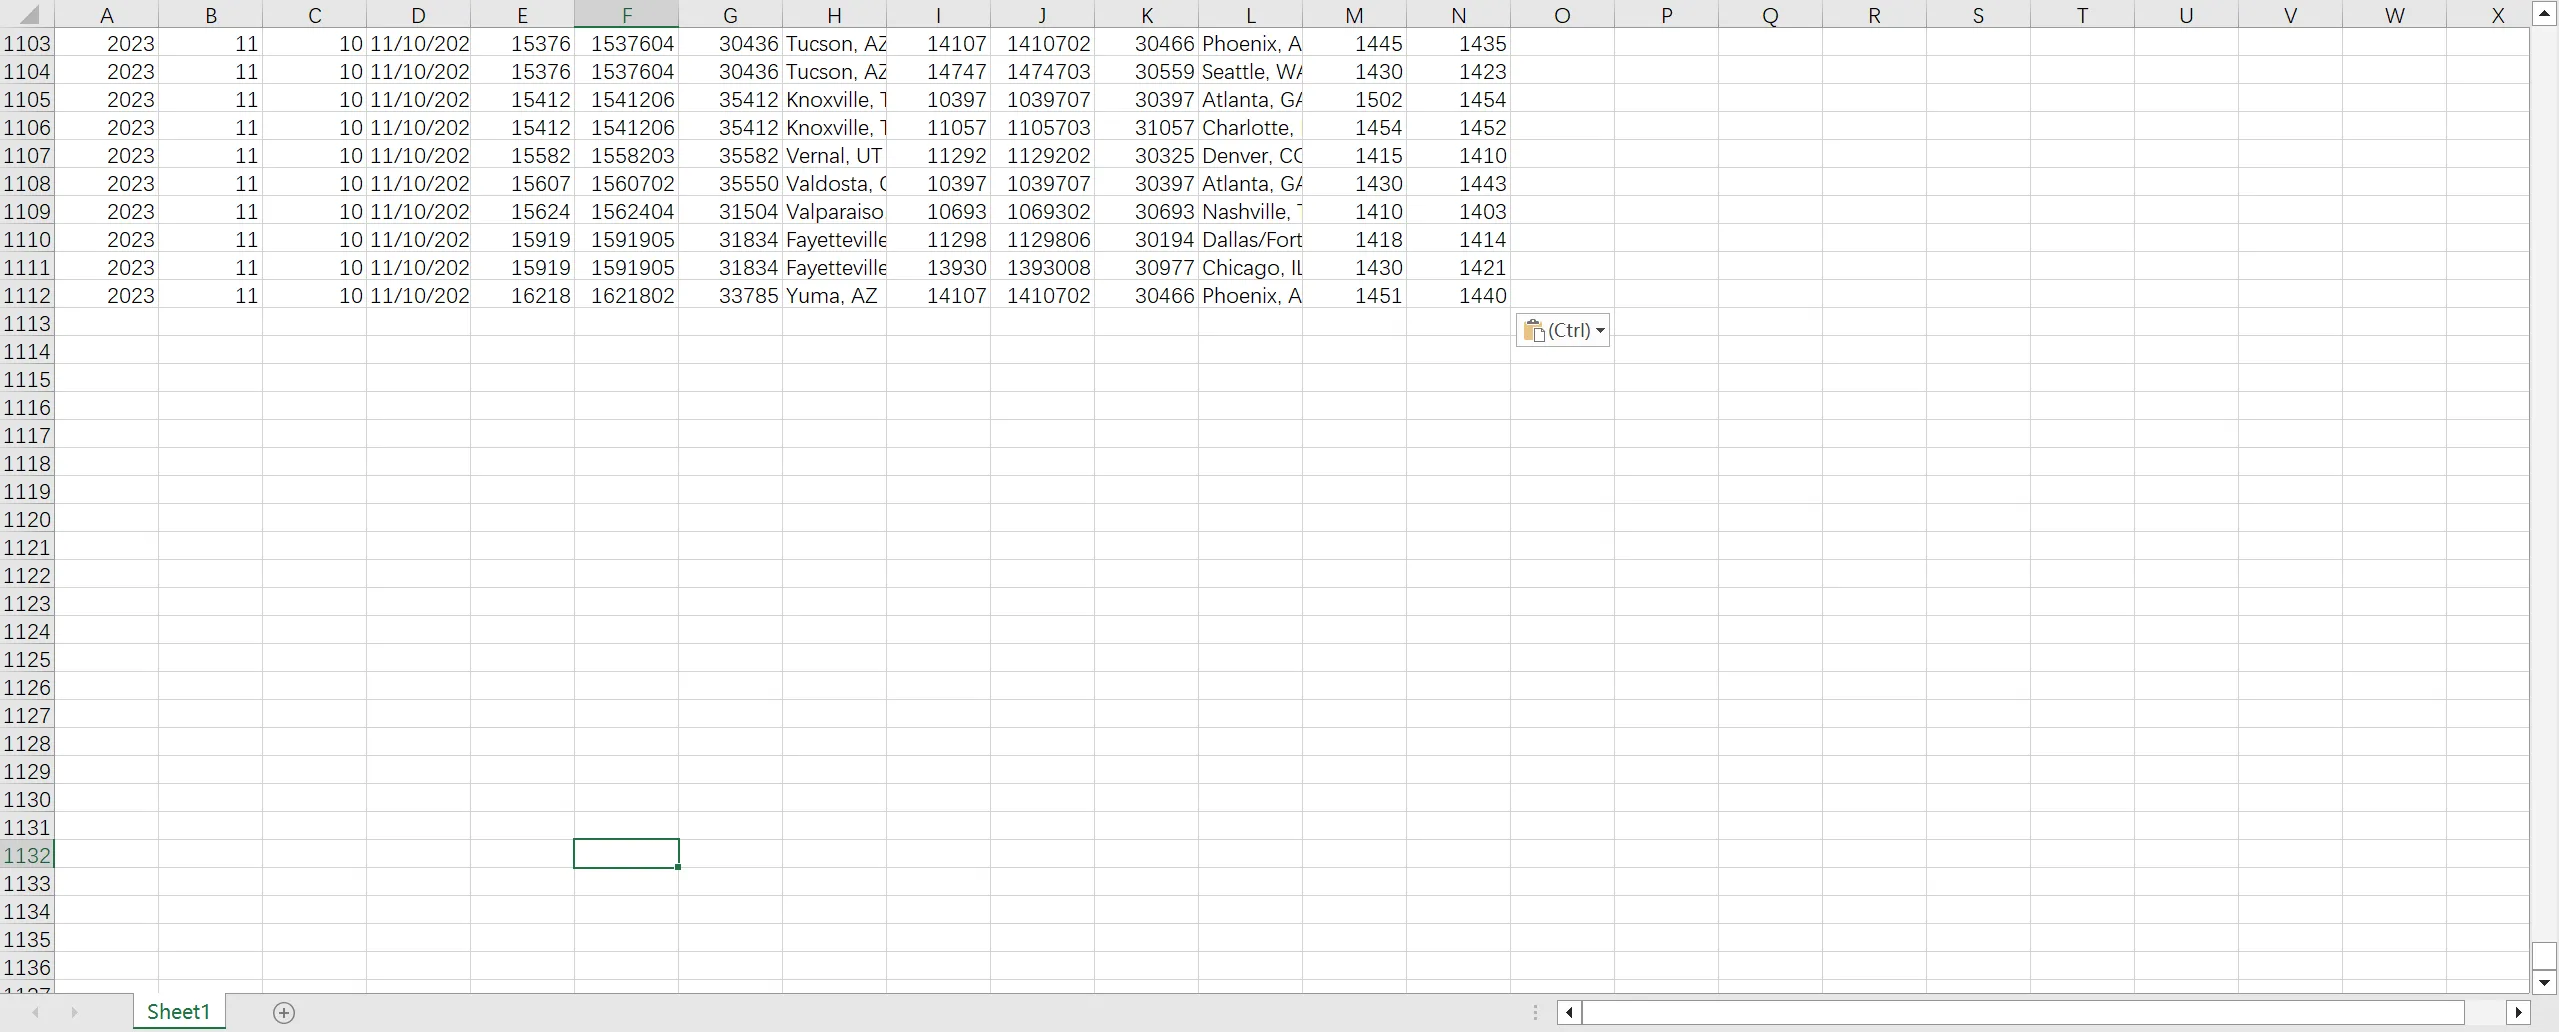 A B C D E F G H I J K L M N O P Q R S T U V W X
1103 2023 11 10 11/10/202 15376 1537604 30436 Tucson, AZ 14107 1410702 30466 Phoenix, A 1445 1435
1104 2023 11 10 11/10/202 15376 1537604 30436 Tucson, AZ 14747 1474703 30559 Seattle, WA 1430 1423
1105 2023 11 10 11/10/202 15412 1541206 35412 Knoxville, T 10397 1039707 30397 Atlanta, GA 1502 1454
1106 2023 11 10 11/10/202 15412 1541206 35412 Knoxville, T 11057 1105703 31057 Charlotte, 1454 1452
1107 2023 11 10 11/10/202 15582 1558203 35582 Vernal, UT 11292 1129202 30325 Denver, CO 1415 1410
1108 2023 11 10 11/10/202 15607 1560702 35550 Valdosta, G 10397 1039707 30397 Atlanta, GA 1430 1443
1109 2023 11 10 11/10/202 15624 1562404 31504 Valparaiso 10693 1069302 30693 Nashville, T 1410 1403
1110 2023 11 10 11/10/202 15919 1591905 31834 Fayetteville 11298 1129806 30194 Dallas/Fort 1418 1414
1111 2023 11 10 11/10/202 15919 1591905 31834 Fayetteville 13930 1393008 30977 Chicago, IL 1430 1421
1112 2023 11 10 11/10/202 16218 1621802 33785 Yuma, AZ 14107 1410702 30466 Phoenix, A 1451 1440
1113 (Ctrl)
1114
1115
1116
1117
1118
1119
1120
1121
1122
1123
1124
1125
1126
1127
1128
1129
1130
1131
1132
1133
1134
1135
1136
1137
Sheet1